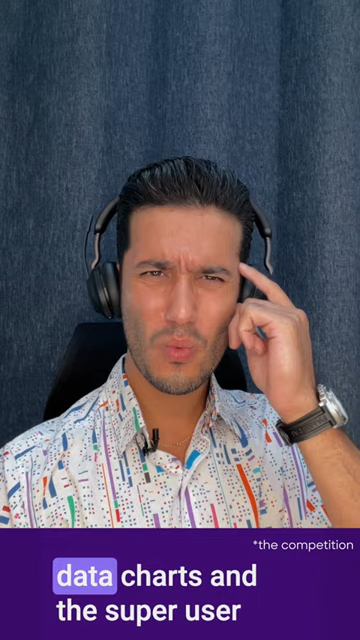 *the competition
data charts and
the super user